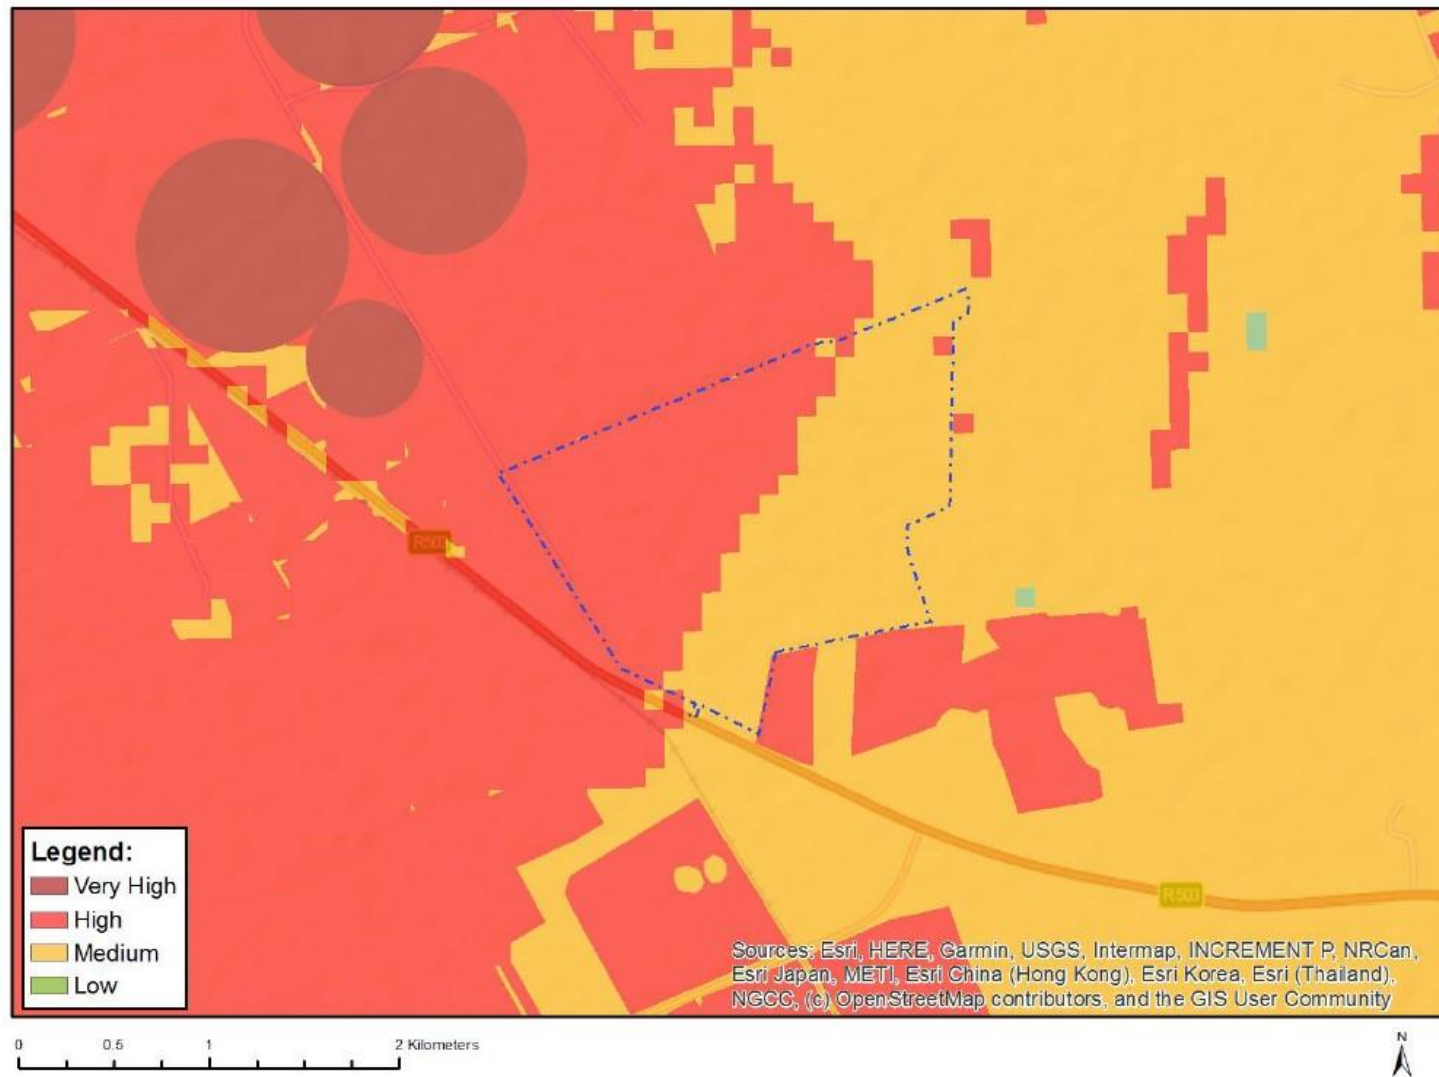 R503
R503
Legend:
Very High
High
Medium
Low
Sources: Esri, HERE, Garmin, USGS, Intermap, INCREMENT P, NRCan,
Esri Japan, METI, Esri China (Hong Kong), Esri Korea, Esri (Thailand),
NGCC, (c) OpenStreetMap contributors, and the GIS User Community
0 0.5 1 2 Kilometers
N